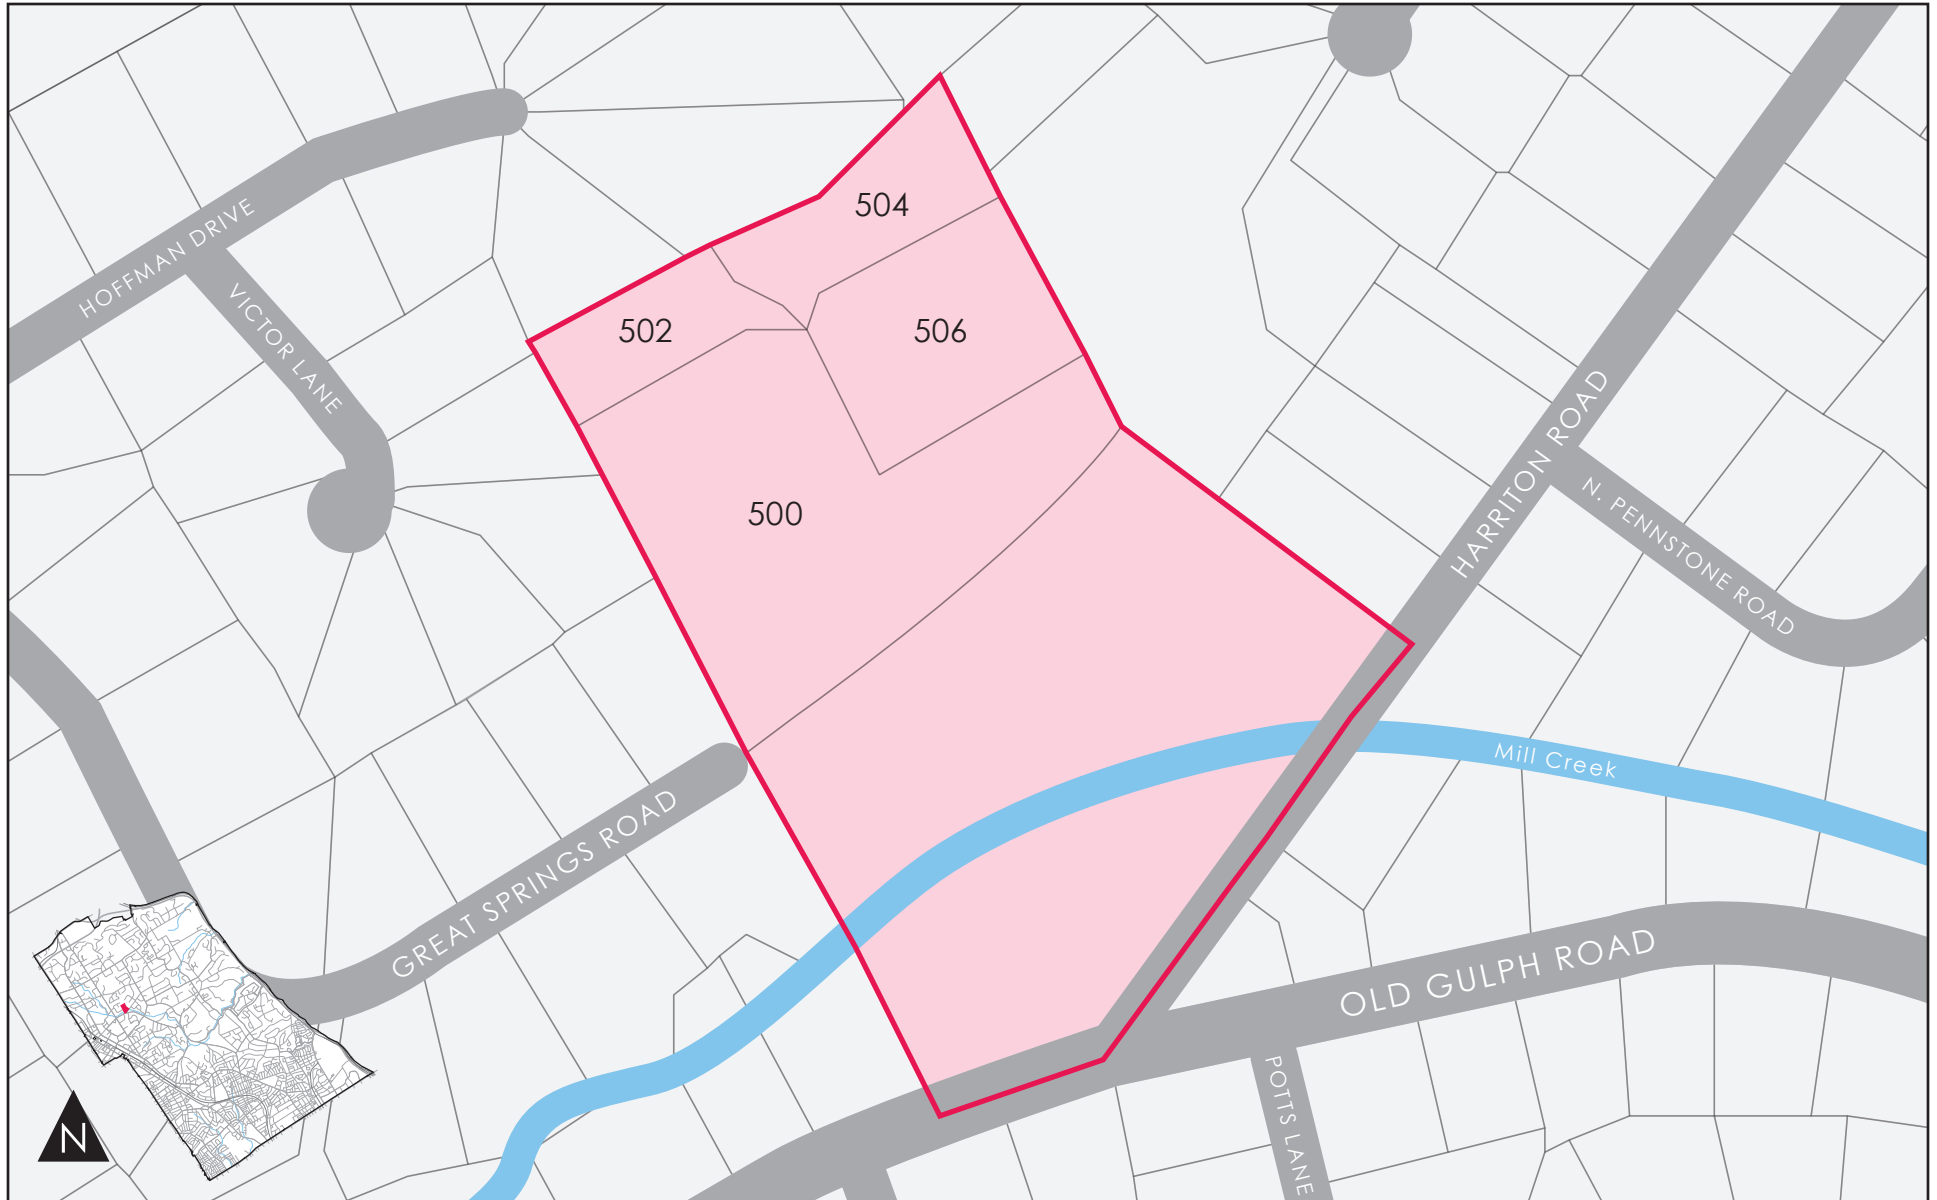 504
HOFFMAN DRIVE
VICTOR LANE
502
506
HARRITON ROAD
500
N. PENNSTONE ROAD
Mill Creek
GREAT SPRINGS ROAD
OLD GULPH ROAD
POTTS LANE
N